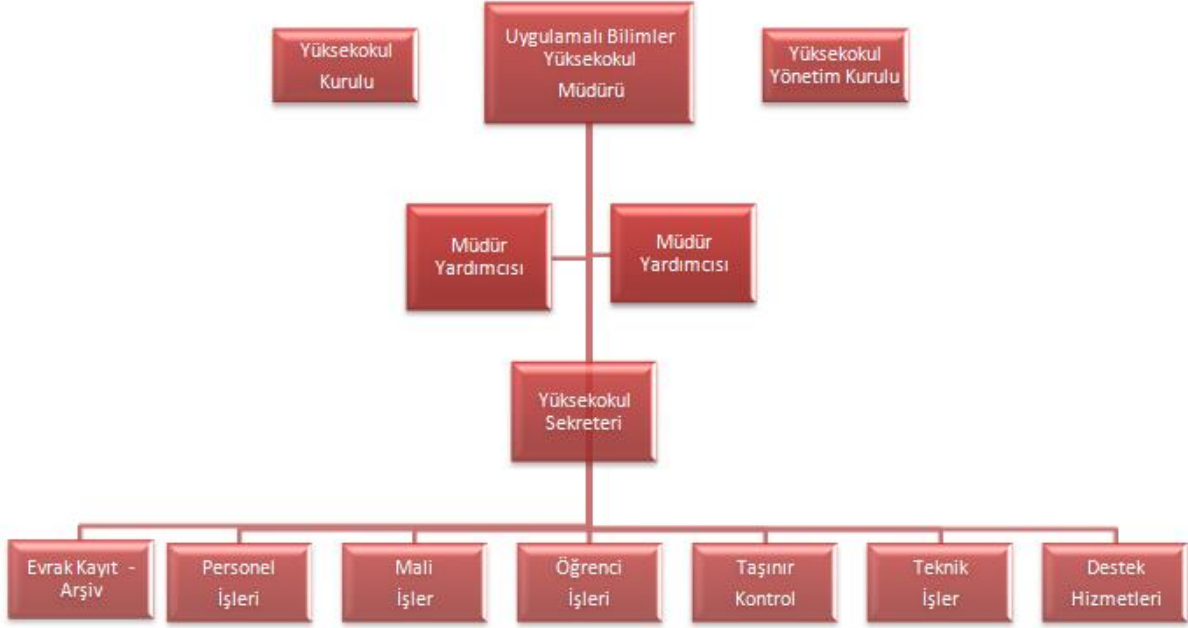 Yüksekokul
Kurulu
Uygulamalı Bilimler
Yüksekokul
Müdürü
Yüksekokul
Yönetim Kurulu
Müdür
Yardımcısı
Müdür
Yardımcısı
Yüksekokul
Sekreteri
Evrak Kayıt -
Arşiv
Personel
İşleri
Mali
İşler
Öğrenci
İşleri
Taşınır
Kontrol
Teknik
İşler
Destek
Hizmetleri